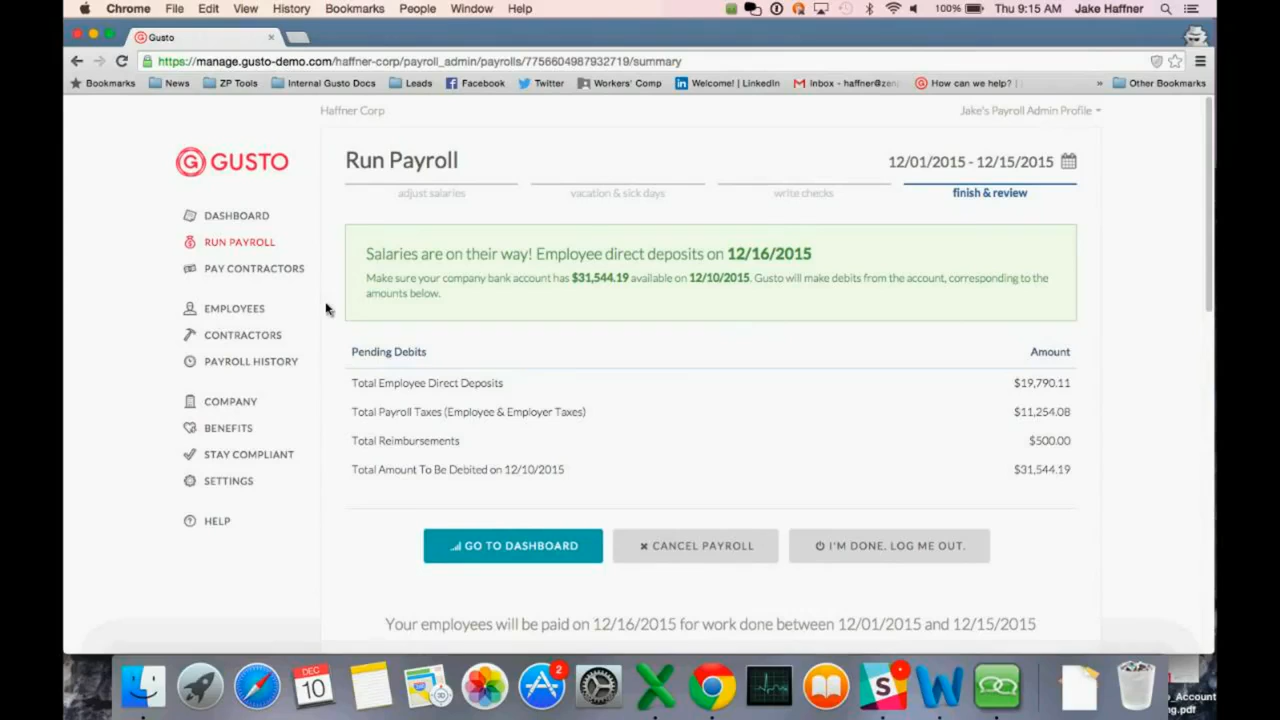 Chrome File Edit View History Bookmarks People Window Help 100% Thu 9:15 AM Jake Haffner
Gusto
https://manage.gusto-demo.com/haffner-corp/payroll_admin/payrolls/7756604987932719/summary
Bookmarks News ZP Tools Internal Gusto Docs Leads Facebook Twitter Workers' Comp Welcome! | LinkedIn Inbox - haffner@zen How can we help? | » Other Bookmarks
Haffner Corp Jake's Payroll Admin Profile
GUSTO
DASHBOARD
RUN PAYROLL
PAY CONTRACTORS
EMPLOYEES
CONTRACTORS
PAYROLL HISTORY
COMPANY
BENEFITS
STAY COMPLIANT
SETTINGS
HELP
Run Payroll 12/01/2015 - 12/15/2015
adjust salaries vacation & sick days write checks finish & review
Salaries are on their way! Employee direct deposits on 12/16/2015
Make sure your company bank account has $31,544.19 available on 12/10/2015. Gusto will make debits from the account, corresponding to the
amounts below.
Pending Debits Amount
Total Employee Direct Deposits $19,790.11
Total Payroll Taxes (Employee & Employer Taxes) $11,254.08
Total Reimbursements $500.00
Total Amount To Be Debited on 12/10/2015 $31,544.19
GO TO DASHBOARD CANCEL PAYROLL I'M DONE. LOG ME OUT.
Your employees will be paid on 12/16/2015 for work done between 12/01/2015 and 12/15/2015
DEC
10
3D
2
_Account
ng.pdf